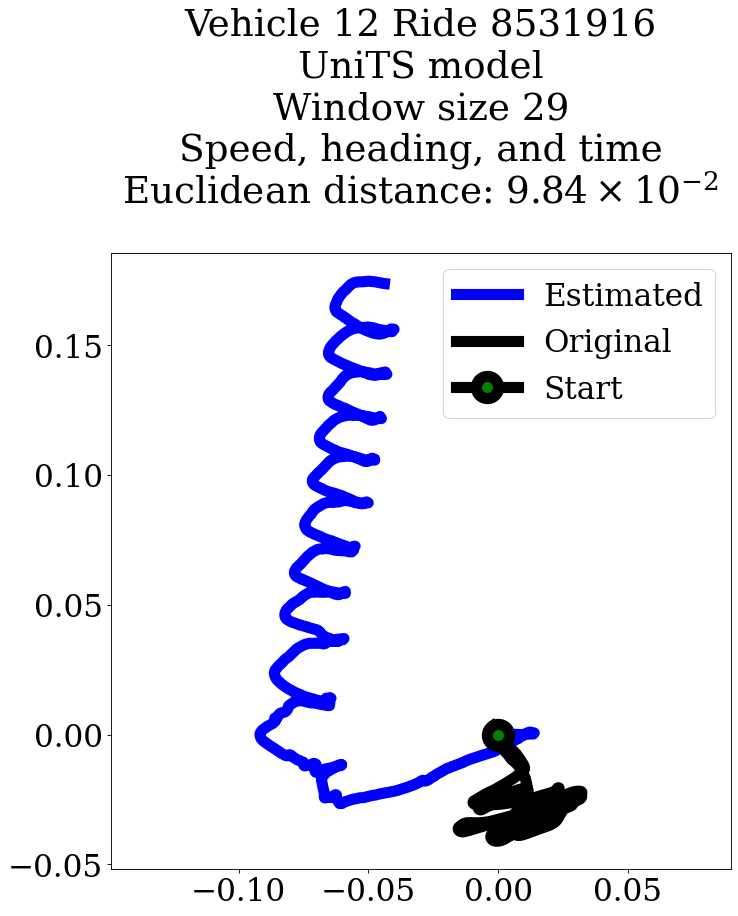 Vehicle 12 Ride 8531916
UniTS model
Window size 29
Speed, heading, and time
Euclidean distance: 9.84 × 10⁻²
Estimated
Original
Start
0.15
0.10
0.05
0.00
−0.05
−0.10 −0.05 0.00 0.05